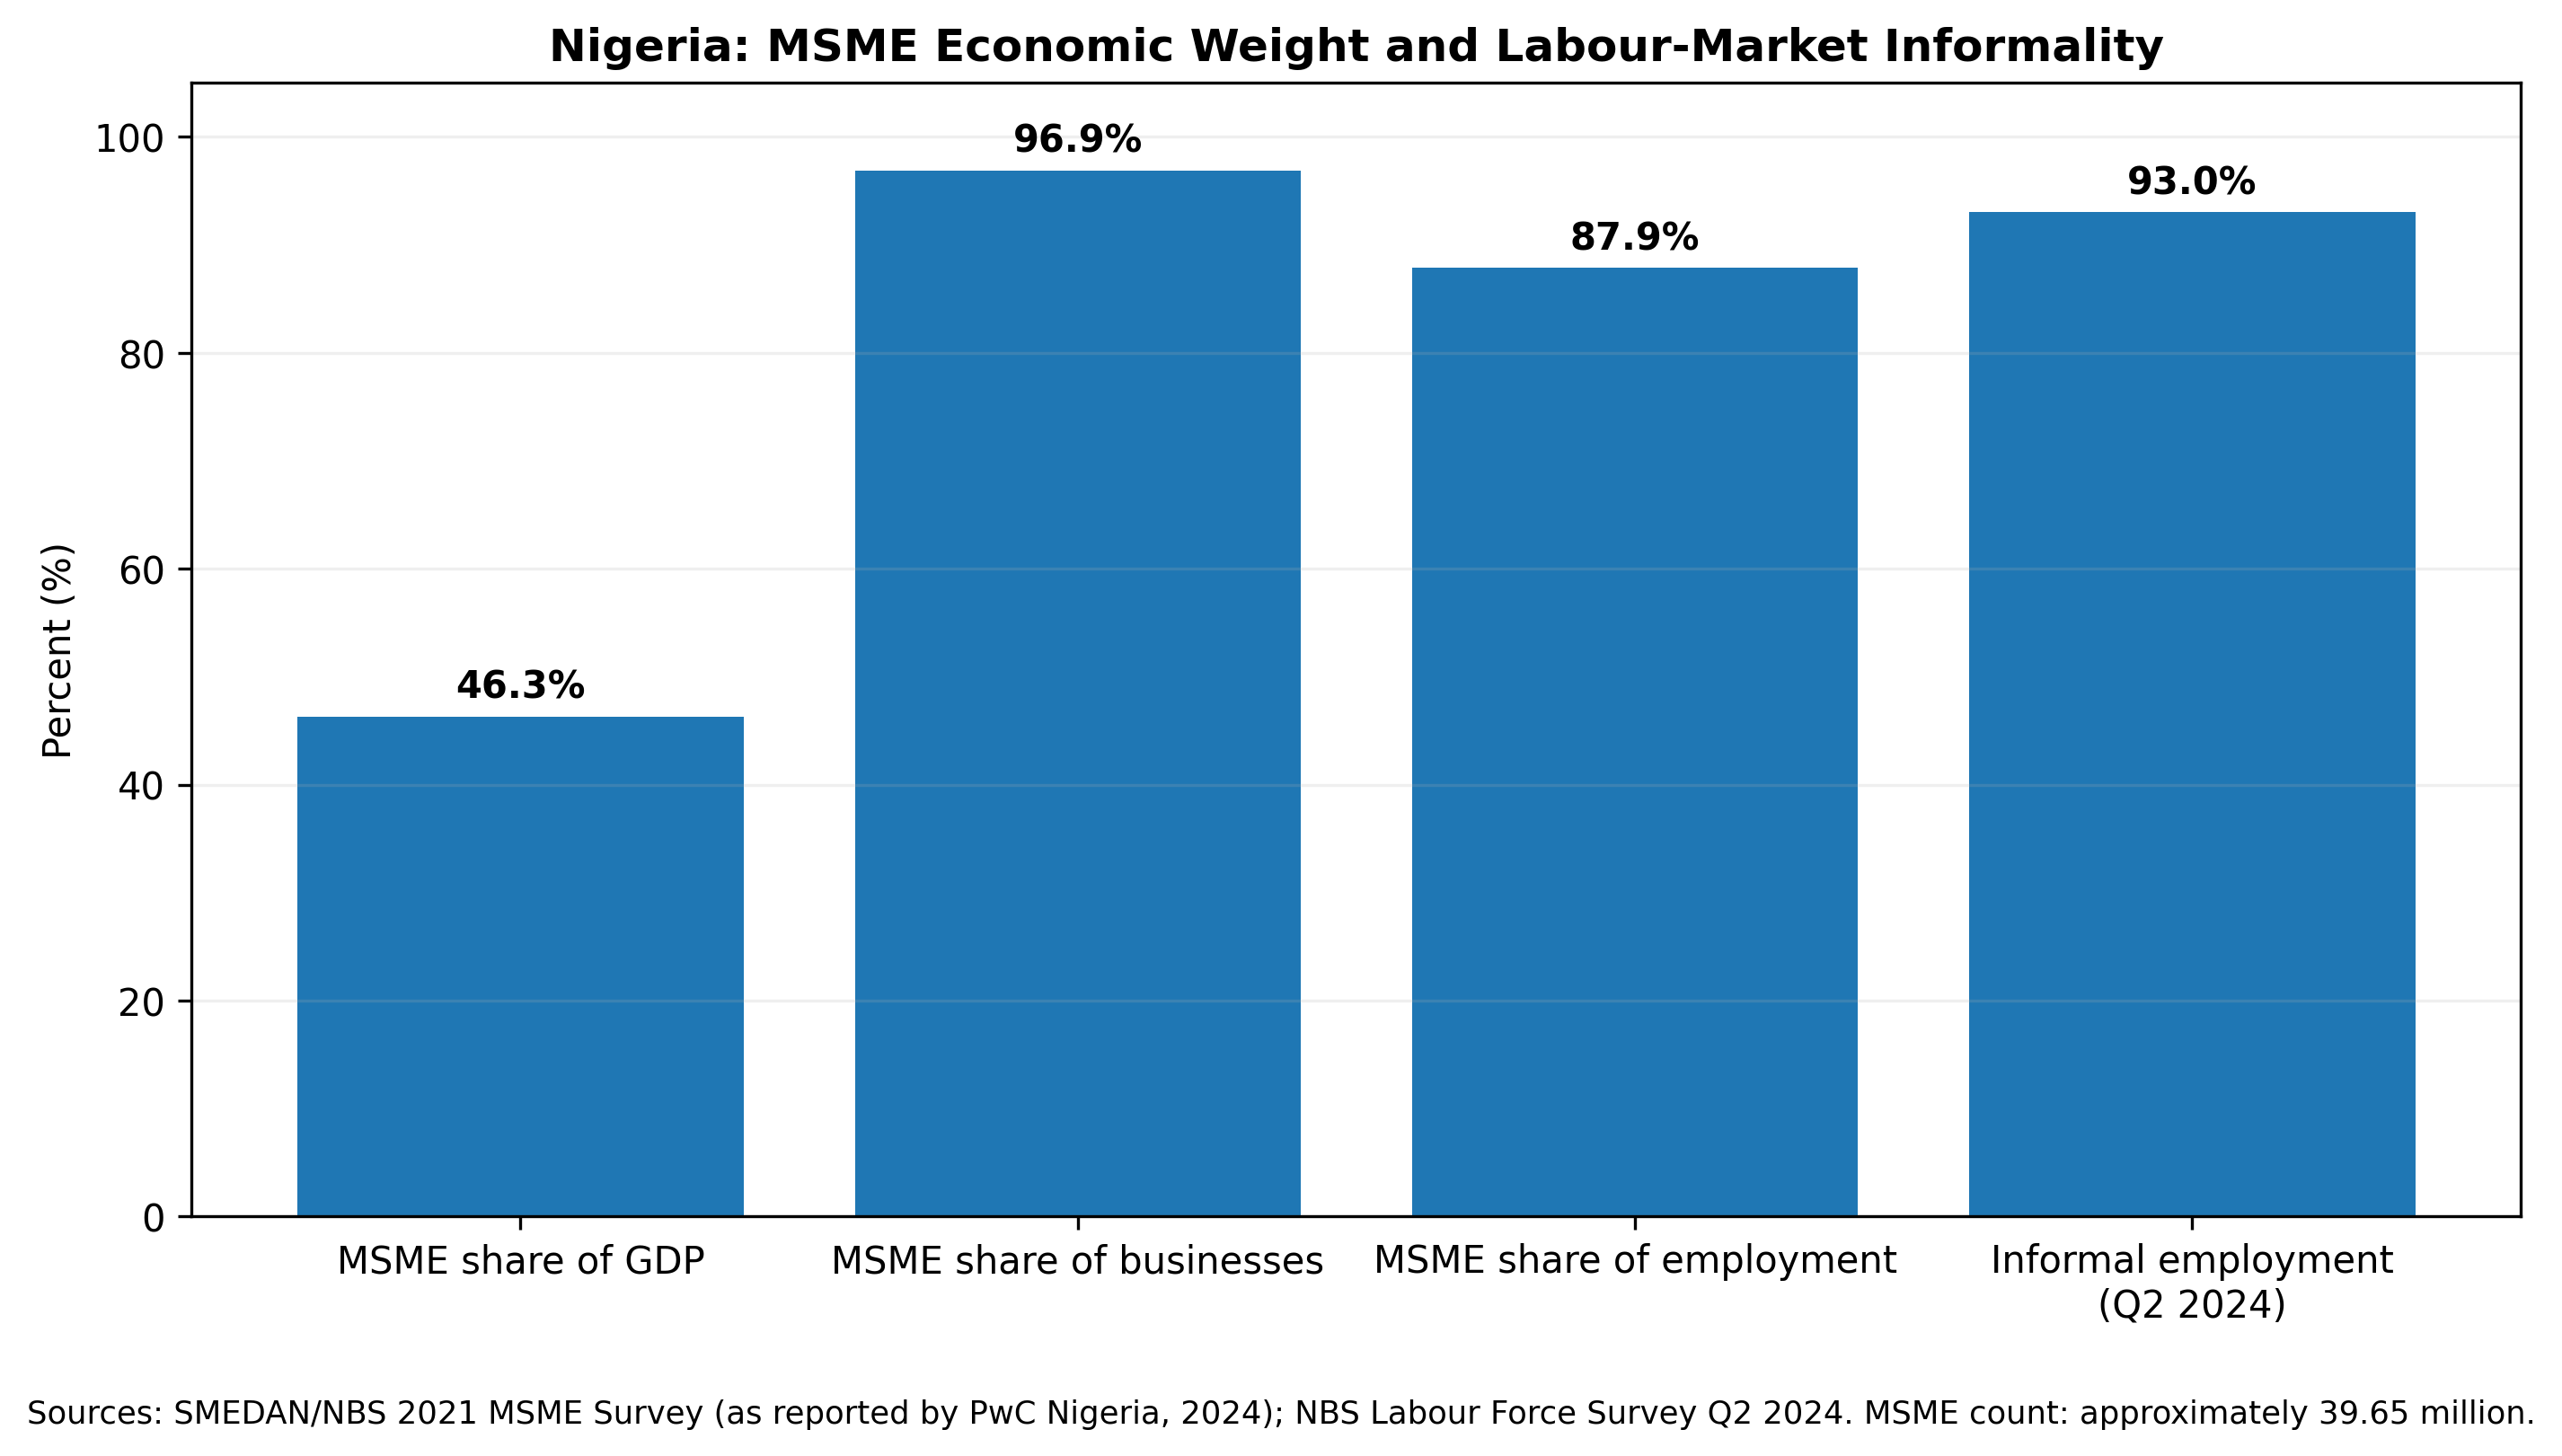 Nigeria: MSME Economic Weight and Labour-Market Informality
Percent (%)
100
80
60
40
20
0
46.3%
96.9%
87.9%
93.0%
MSME share of GDP
MSME share of businesses
MSME share of employment
Informal employment
(Q2 2024)
Sources: SMEDAN/NBS 2021 MSME Survey (as reported by PwC Nigeria, 2024); NBS Labour Force Survey Q2 2024. MSME count: approximately 39.65 million.